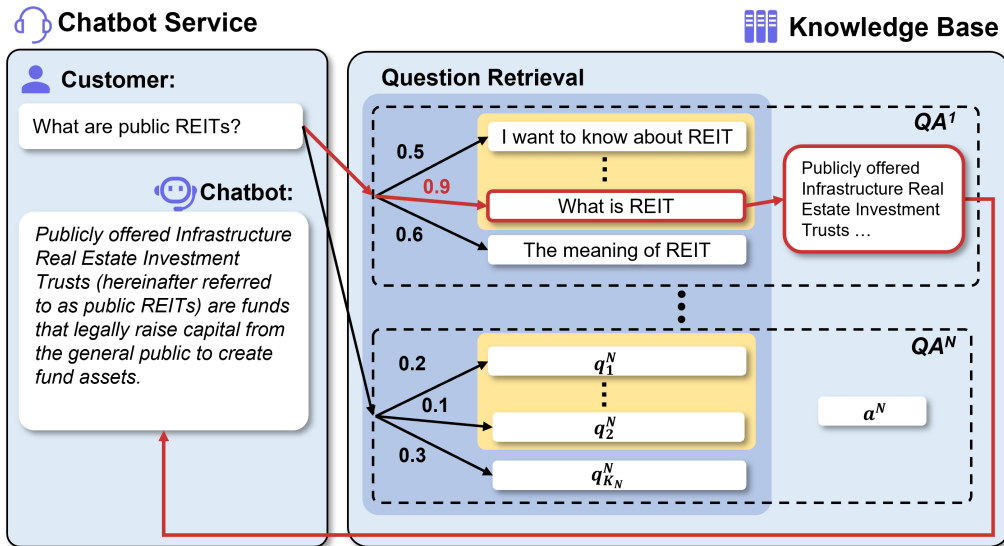 Chatbot Service
Customer:
What are public REITs?
Chatbot:
Publicly offered Infrastructure
Real Estate Investment
Trusts (hereinafter referred
to as public REITs) are funds
that legally raise capital from
the general public to create
fund assets.
Knowledge Base
Question Retrieval
QA¹
0.5
I want to know about REIT
0.9
What is REIT
0.6
The meaning of REIT
Publicly offered
Infrastructure Real
Estate Investment
Trusts ...
QAᴺ
0.2
q₁ᴺ
0.1
q₂ᴺ
0.3
q_{K_N}^N
aᴺ